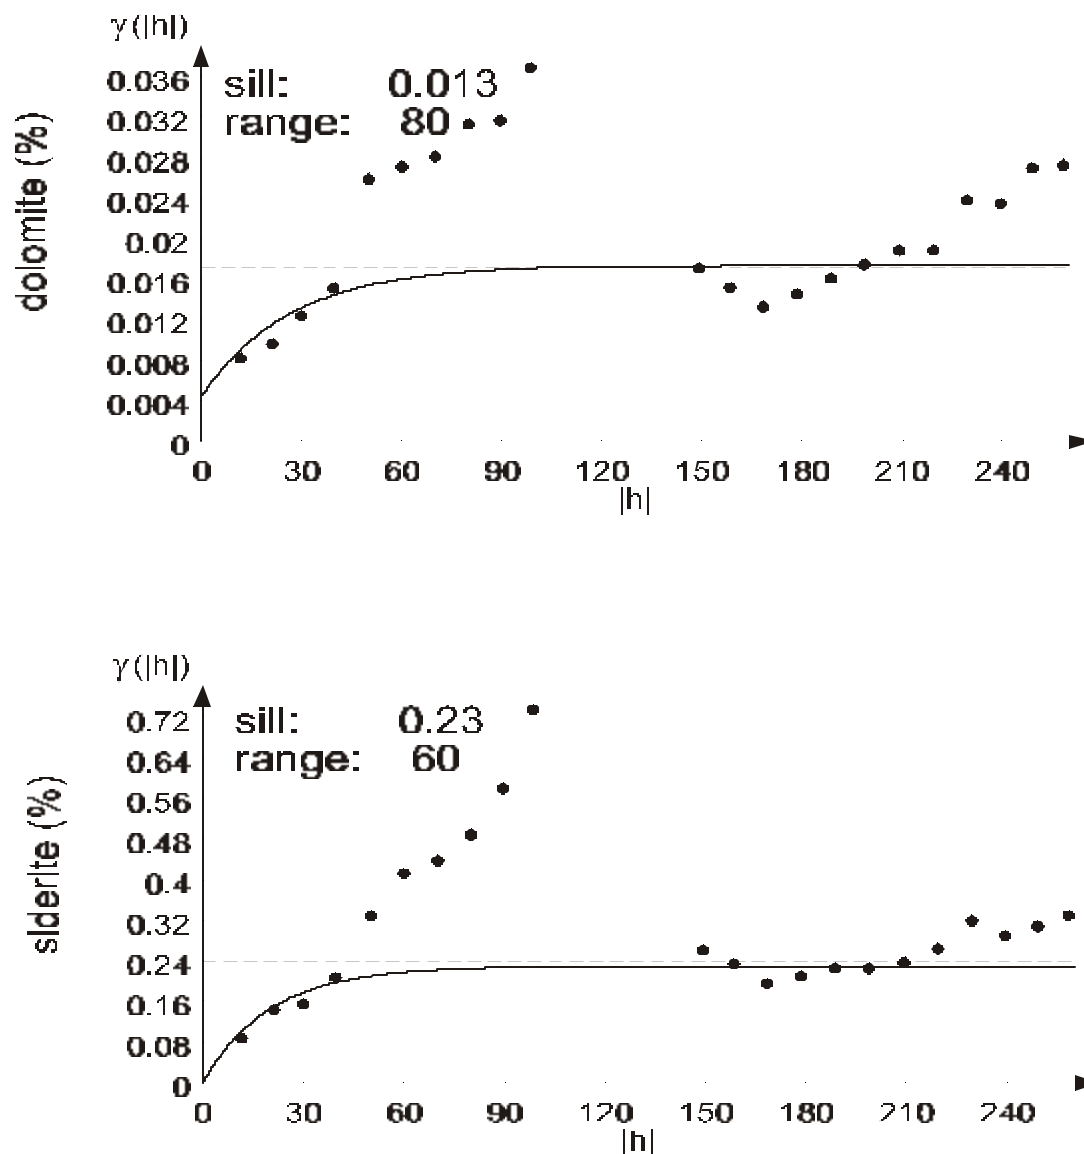 γ(|h|)
0.036
0.032
0.028
0.024
0.02
0.016
0.012
0.008
0.004
0
dolomite (%)
sill: 0.013
range: 80
0 30 60 90 120 150 180 210 240
|h|
γ(|h|)
0.72
0.64
0.56
0.48
0.4
0.32
0.24
0.16
0.08
0
siderite (%)
sill: 0.23
range: 60
0 30 60 90 120 150 180 210 240
|h|